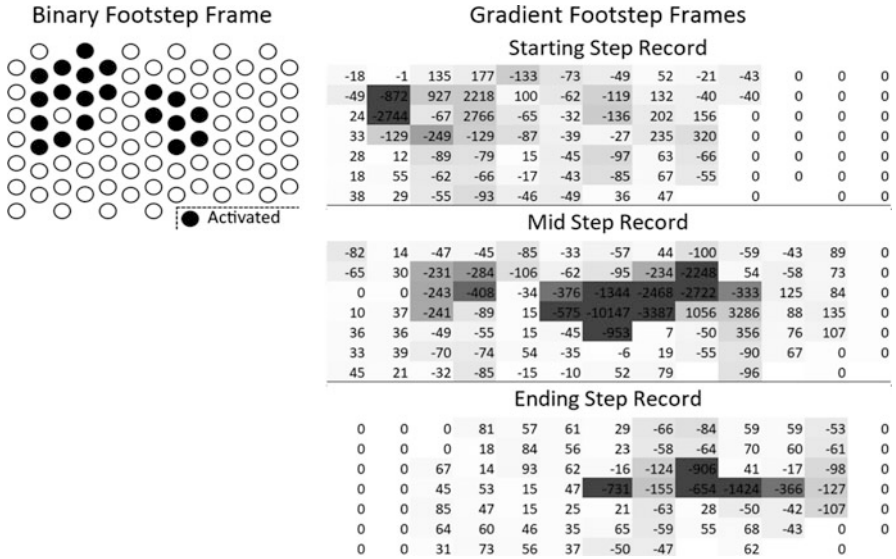 Binary Footstep Frame
Activated
Gradient Footstep Frames
Starting Step Record
-18 -1 135 177 -133 -73 -49 52 -21 -43 0 0 0
-49 -872 927 2218 100 -62 -119 132 -40 -40 0 0 0
24 -2744 -67 2766 -65 -32 -136 202 156 0 0 0
33 -129 -249 -129 -87 -39 -27 235 320 0 0 0 0
28 12 -89 -79 15 -45 -97 63 -66 0 0 0 0
18 55 -62 -66 -17 -43 -85 67 -55 0 0 0 0
38 29 -55 -93 -46 -49 36 47 0 0
Mid Step Record
-82 14 -47 -45 -85 -33 -57 44 -100 -59 -43 89 0
-65 30 -231 -284 -106 -62 -95 -234 -2248 54 -58 73 0
0 0 -243 -408 -34 -376 -1344 -2468 -2722 -333 125 84 0
10 37 -241 -89 15 -575 -10147 -3387 1056 3286 88 135 0
36 36 -49 -55 15 -45 -953 7 -50 356 76 107 0
33 39 -70 -74 54 -35 -6 19 -55 -90 67 0 0
45 21 -32 -85 -15 -10 52 79 -96 0
Ending Step Record
0 0 0 81 57 61 29 -66 -84 59 59 -53 0
0 0 0 18 84 56 23 -58 -64 70 60 -61 0
0 0 67 14 93 62 -16 -124 -906 41 -17 -98 0
0 0 45 53 15 47 -731 -155 -654 -1424 -366 -127 0
0 0 85 47 15 25 21 -63 28 -50 -42 -107 0
0 0 64 60 46 35 65 -59 55 68 -43 0 0
0 0 31 73 56 37 -50 -47 62 0